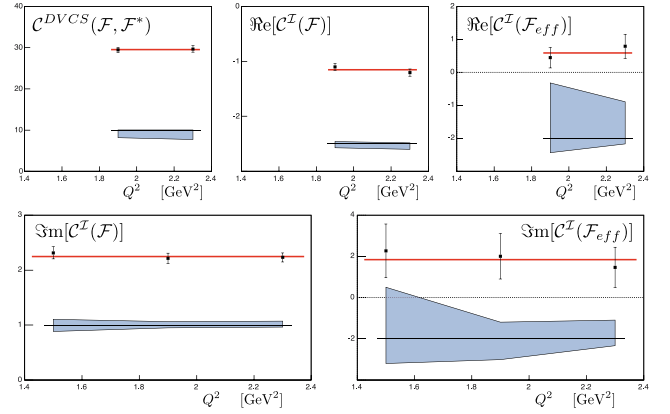 40
30
20
10
0
1.4 1.6 1.8 2 2.2 2.4
C^{DVCS}(F, F*)
Q² [GeV²]
0
-1
-2
1.4 1.6 1.8 2 2.2 2.4
ℜe[C^I(F)]
Q² [GeV²]
2
1
0
-1
-2
1.4 1.6 1.8 2 2.2 2.4
ℜe[C^I(F_{eff})]
Q² [GeV²]
3
2
1
0
1.4 1.6 1.8 2 2.2 2.4
ℑm[C^I(F)]
Q² [GeV²]
4
2
0
-2
1.4 1.6 1.8 2 2.2 2.4
ℑm[C^I(F_{eff})]
Q² [GeV²]